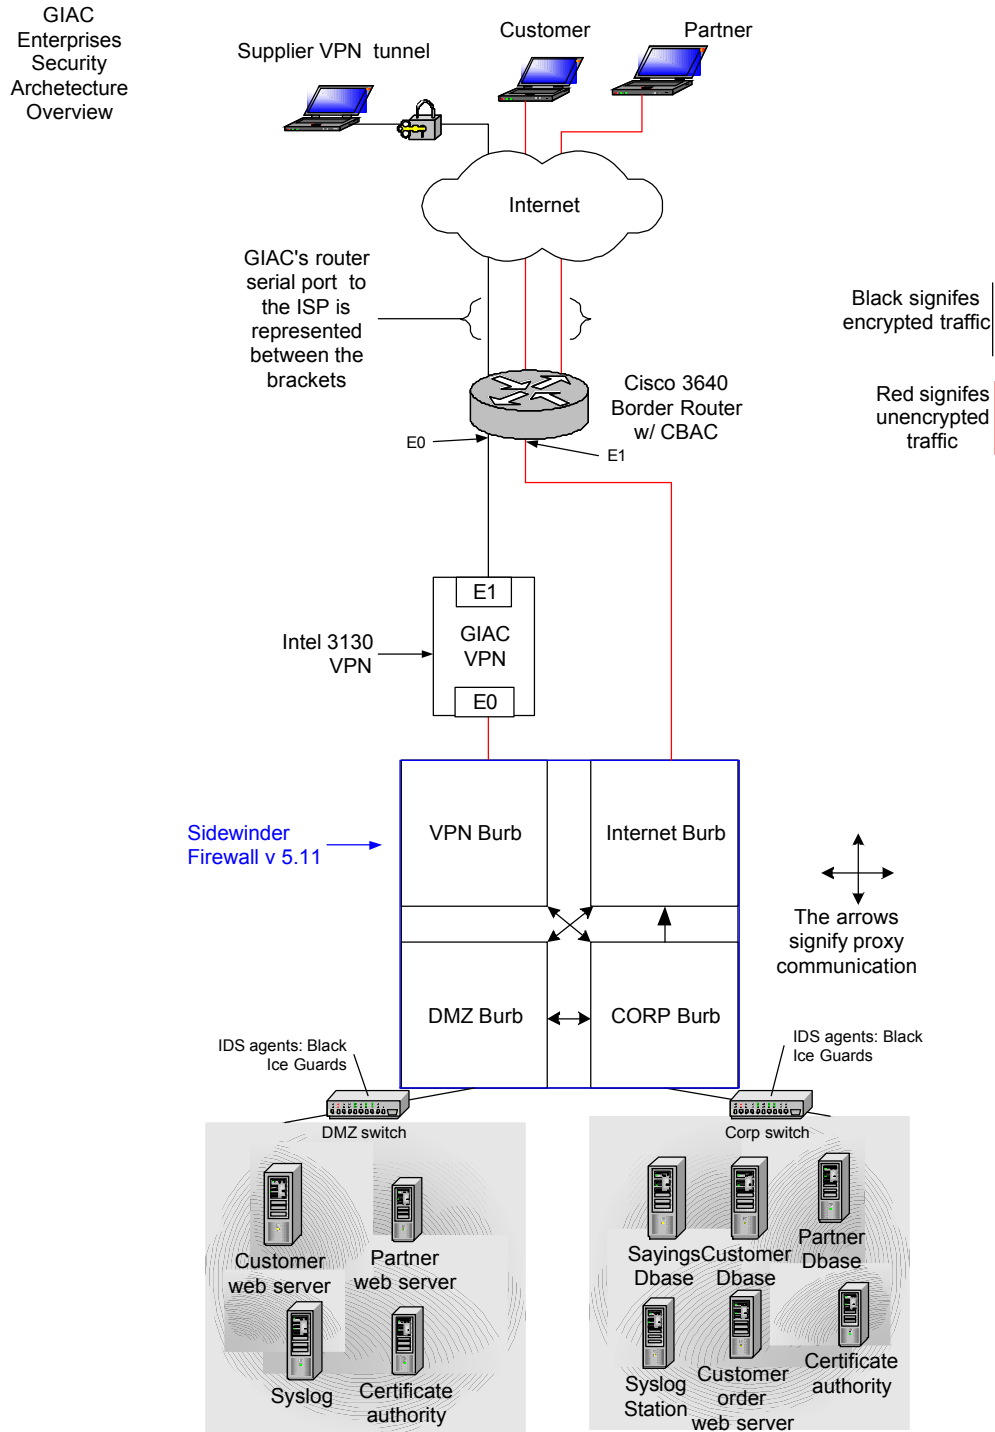 GIAC
Enterprises
Security
Archetecture
Overview
Supplier VPN tunnel
Customer
Partner
Internet
GIAC's router
serial port to
the ISP is
represented
between the
brackets
Black signifes
encrypted traffic
Red signifes
unencrypted
traffic
Cisco 3640
Border Router
w/ CBAC
E0
E1
E1
GIAC
VPN
E0
Intel 3130
VPN
VPN Burb
Internet Burb
Sidewinder
Firewall v 5.11
The arrows
signify proxy
communication
DMZ Burb
CORP Burb
IDS agents: Black
Ice Guards
IDS agents: Black
Ice Guards
DMZ switch
Corp switch
Customer
web server
Partner
web server
Syslog
Certificate
authority
Sayings
Dbase
Customer
Dbase
Partner
Dbase
Syslog
Station
Customer
order
web server
Certificate
authority